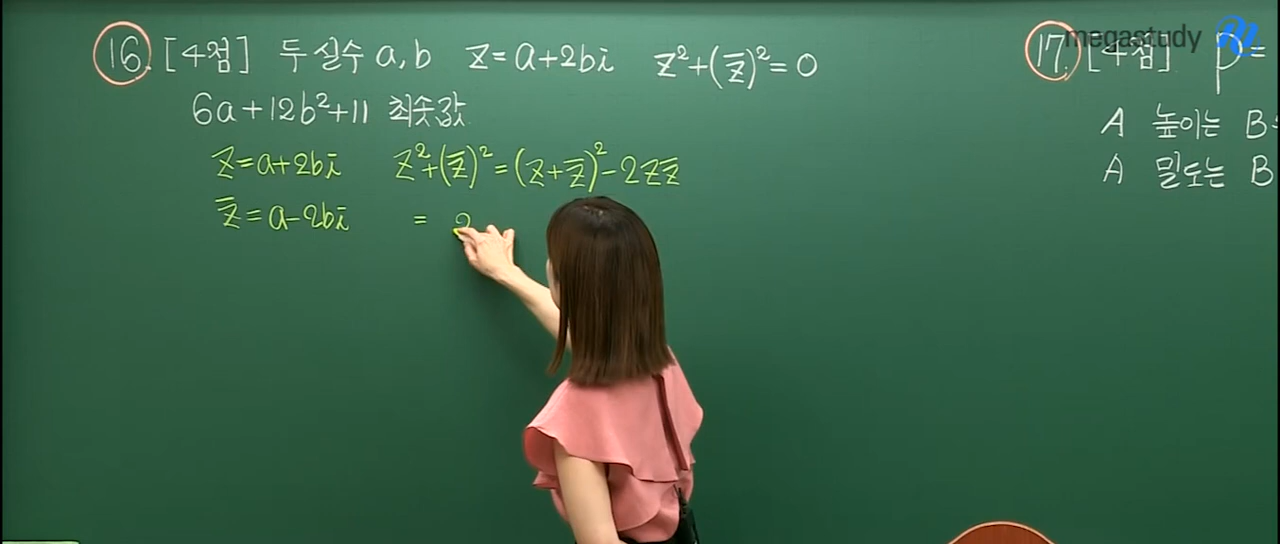 16. [4점] 두 실수 a, b z = a+2bi z²+(z̅)²=0
6a+12b²+11 최솟값
z=a+2bi z²+(z̅)²=(z+z̅)²-2zz̅
z̅=a-2bi =
megastudy
17. [4점] p=
A 높이는 B
A 밀도는 B